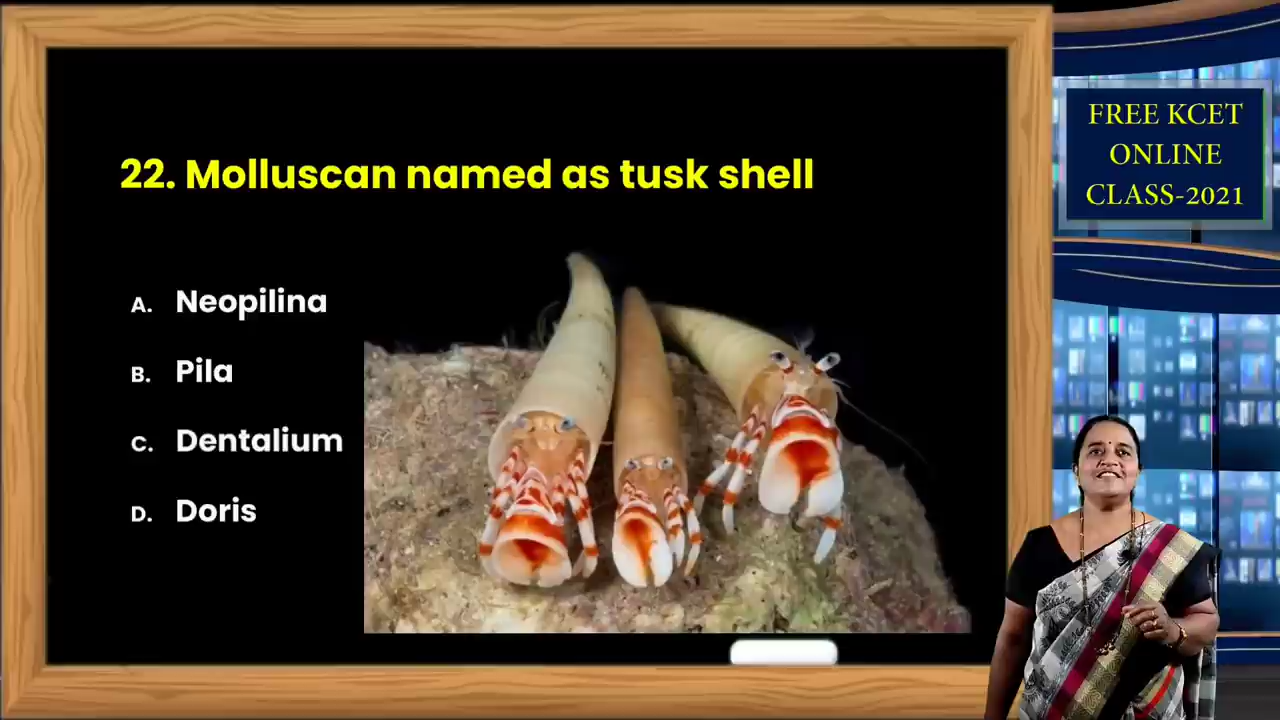 22. Molluscan named as tusk shell
A. Neopilina
B. Pila
C. Dentalium
D. Doris
FREE KCET
ONLINE
CLASS-2021